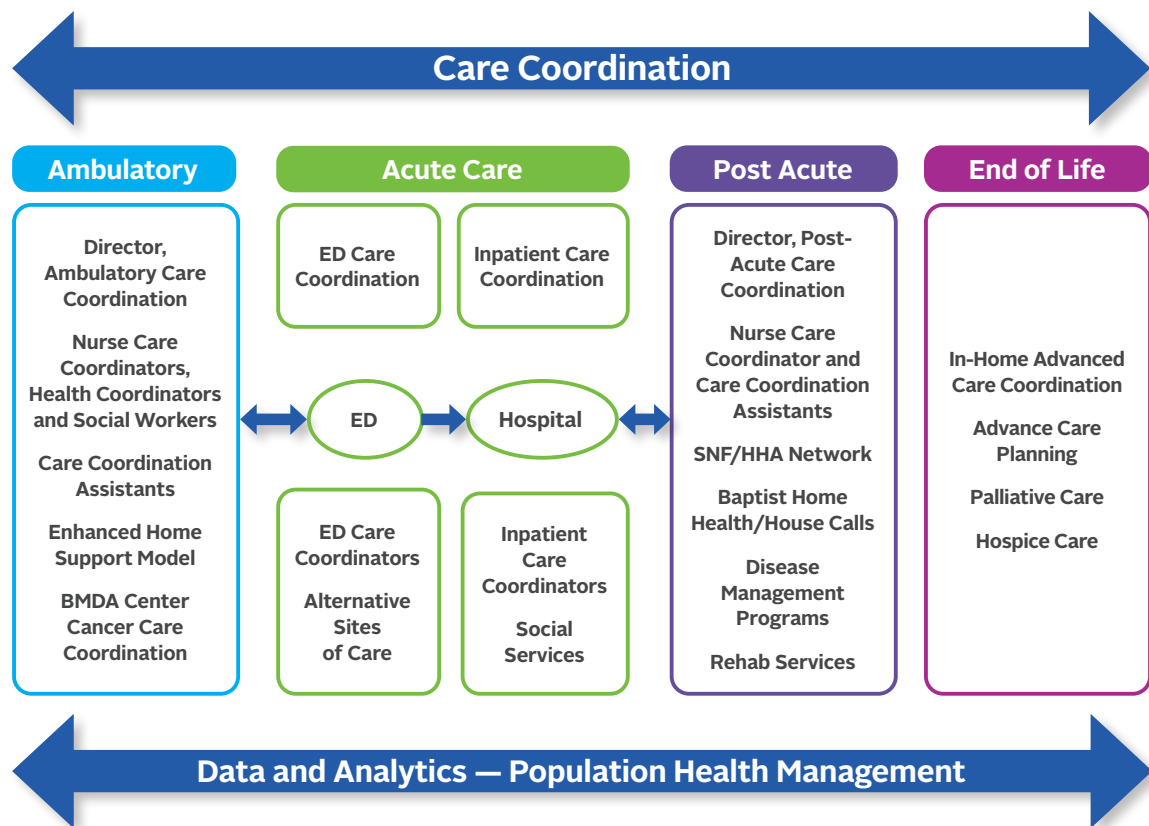 Care Coordination
Ambulatory
Director,
Ambulatory Care
Coordination
Nurse Care
Coordinators,
Health Coordinators
and Social Workers
Care Coordination
Assistants
Enhanced Home
Support Model
BMDA Center
Cancer Care
Coordination
Acute Care
ED Care
Coordination
Inpatient Care
Coordination
ED
Hospital
ED Care
Coordinators
Alternative
Sites
of Care
Inpatient
Care
Coordinators
Social
Services
Post Acute
Director, Post-
Acute Care
Coordination
Nurse Care
Coordinator and
Care Coordination
Assistants
SNF/HHA Network
Baptist Home
Health/House Calls
Disease
Management
Programs
Rehab Services
End of Life
In-Home Advanced
Care Coordination
Advance Care
Planning
Palliative Care
Hospice Care
Data and Analytics — Population Health Management